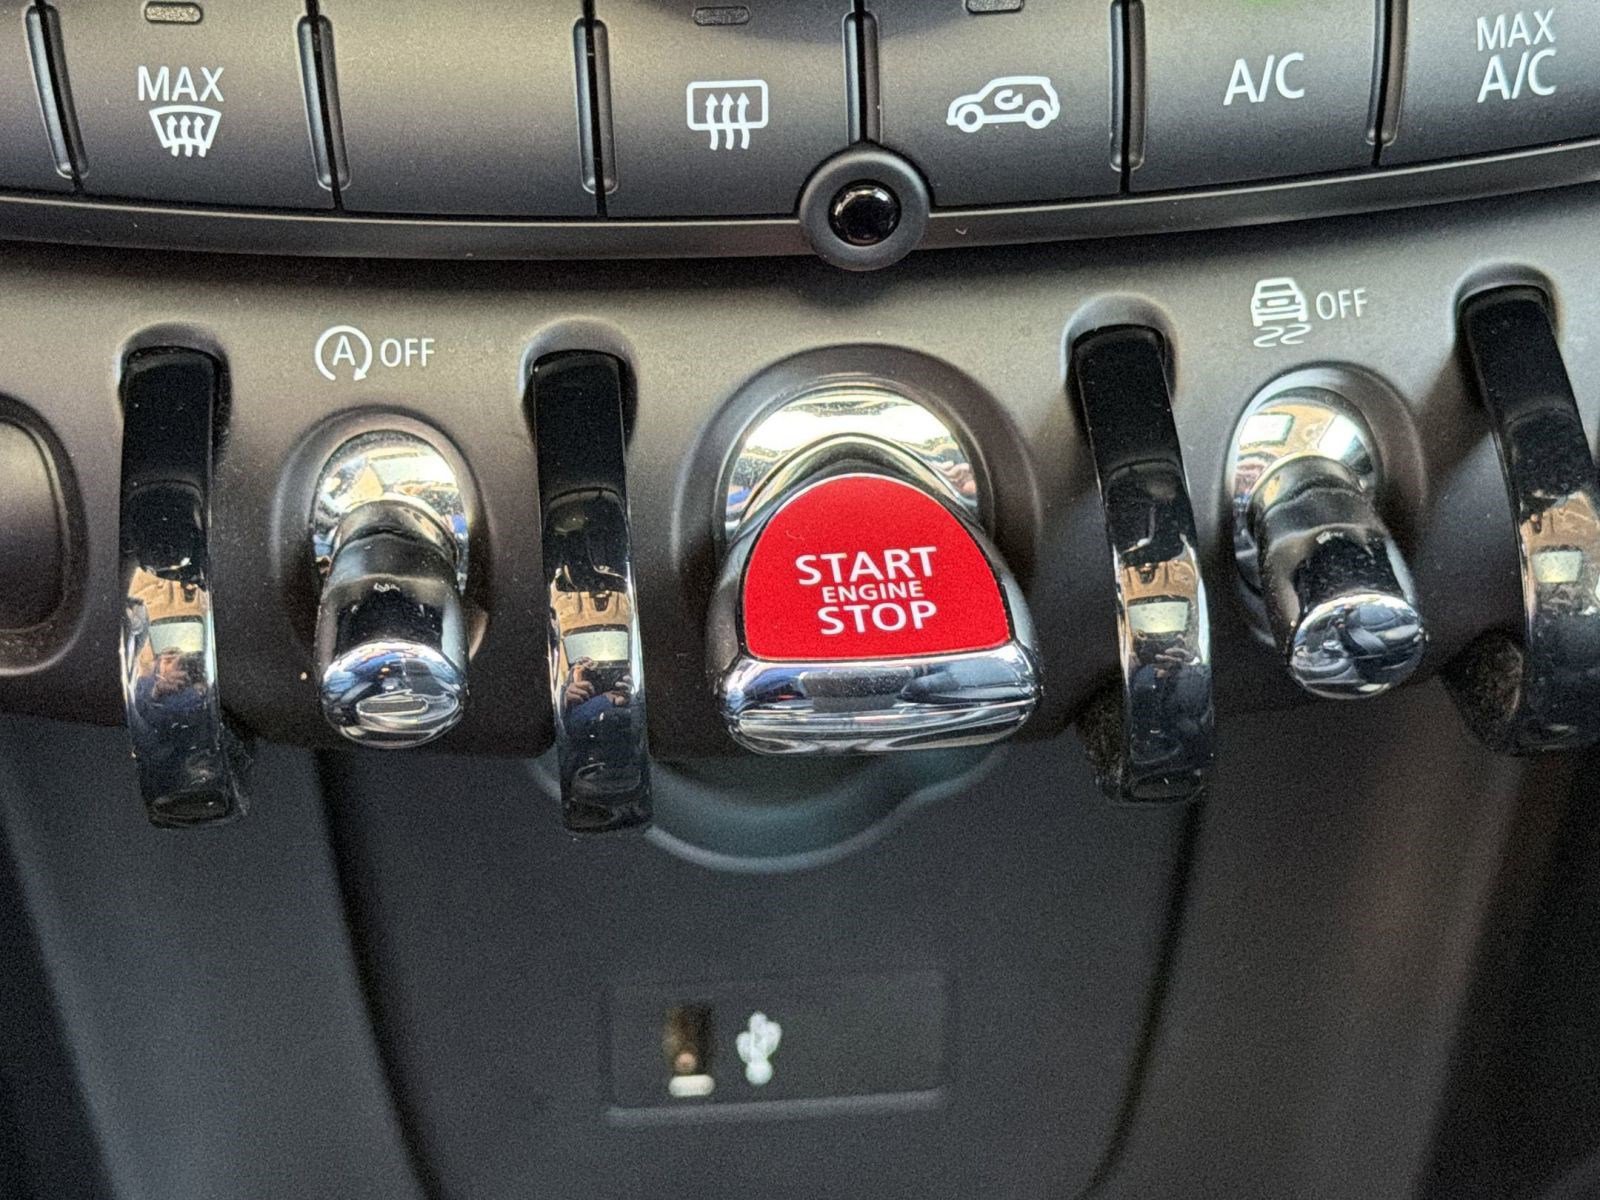 MAX
A/C
MAX
A/C
A OFF
OFF
START
ENGINE
STOP